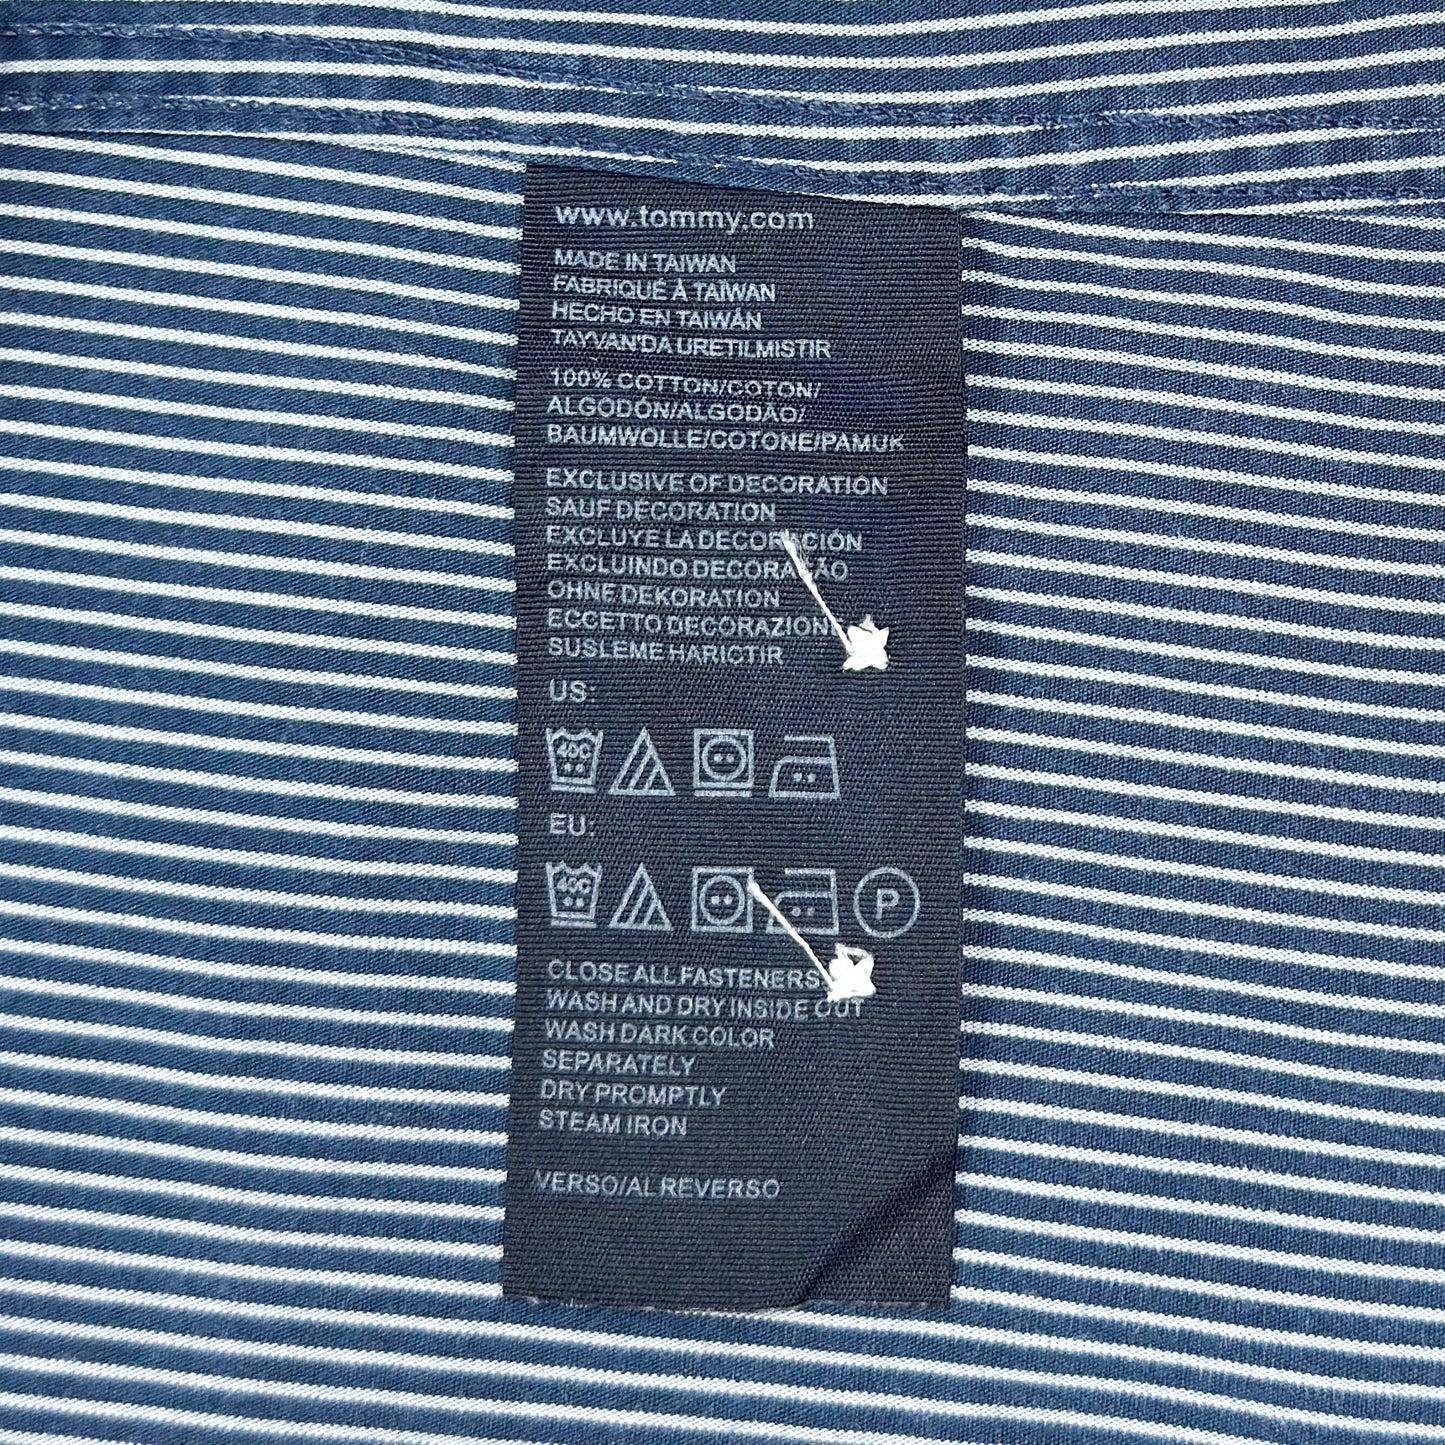 www.tommy.com
MADE IN TAIWAN
FABRIQUÉ À TAÏWAN
HECHO EN TAIWÁN
TAYVAN'DA URETILMISTIR
100% COTTON/COTON/
ALGODÓN/ALGODÃO/
BAUMWOLLE/COTONE/PAMUK
EXCLUSIVE OF DECORATION
SAUF DECORATION
EXCLUYE LA DECORACIÓN
EXCLUINDO DECORAÇÃO
OHNE DEKORATION
ECCETTO DECORAZION
SUSLEME HARICTIR
US:
40C
EU:
40C
P
CLOSE ALL FASTENERS
WASH AND DRY INSIDE OUT
WASH DARK COLOR
SEPARATELY
DRY PROMPTLY
STEAM IRON
VERSO/AL REVERSO